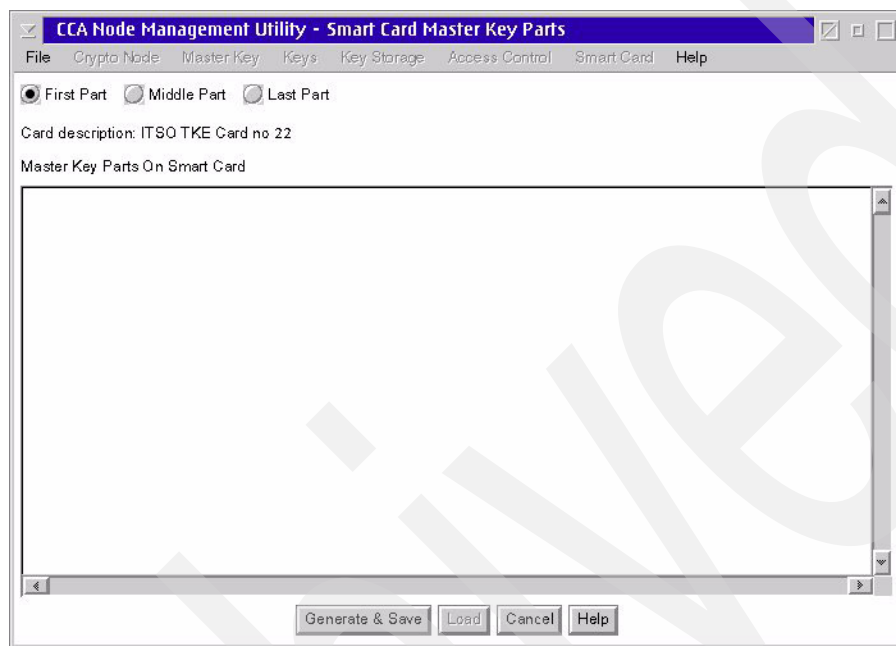 CCA Node Management Utility - Smart Card Master Key Parts
File Crypto Node Master Key Keys Key Storage Access Control Smart Card Help
First Part Middle Part Last Part
Card description: ITSO TKE Card no 22
Master Key Parts On Smart Card
Generate & Save Load Cancel Help